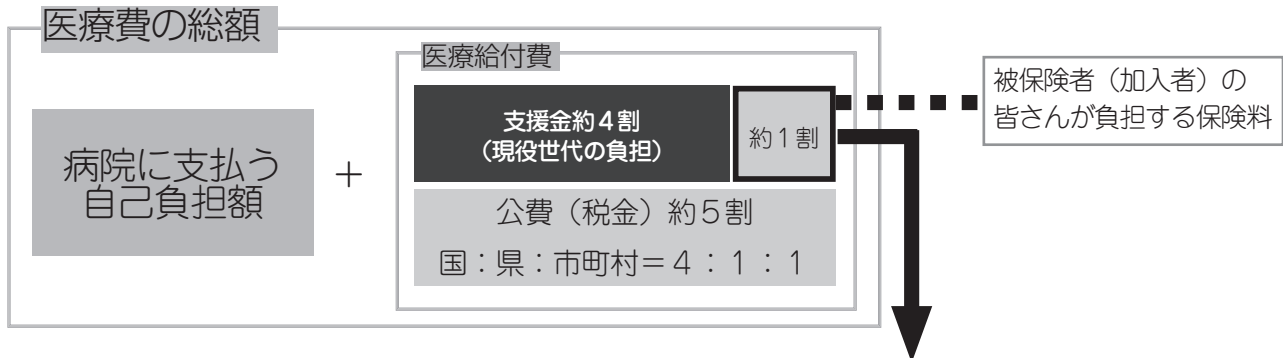 医療費の総額
病院に支払う
自己負担額
＋
医療給付費
支援金約４割
（現役世代の負担）
約１割
公費（税金）約５割
国：県：市町村＝４：１：１
被保険者（加入者）の
皆さんが負担する保険料